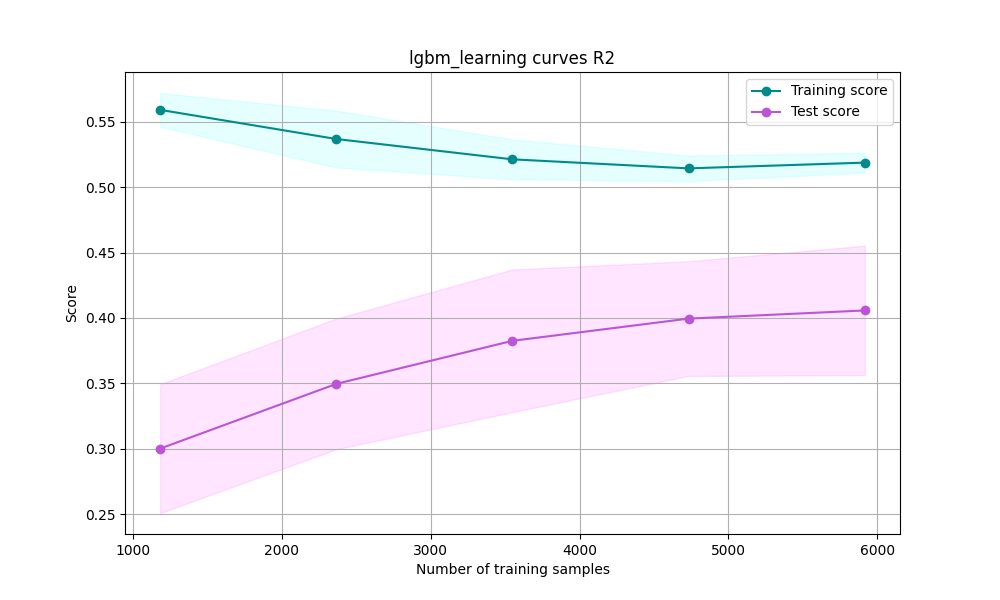 lgbm_learning curves R2
Training score
Test score
Score
0.55
0.50
0.45
0.40
0.35
0.30
0.25
1000 2000 3000 4000 5000 6000
Number of training samples